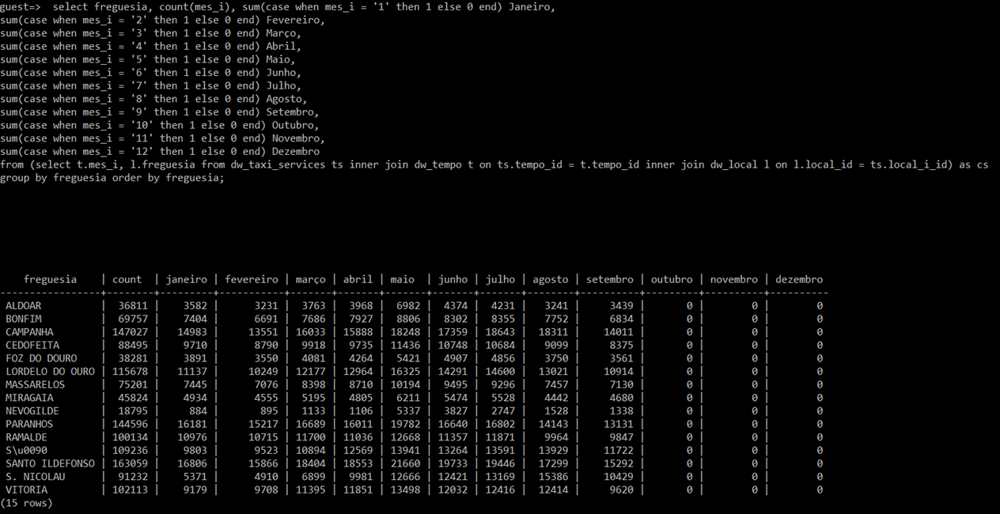 guest=>  select freguesia, count(mes_i), sum(case when mes_i = '1' then 1 else 0 end) Janeiro,
sum(case when mes_i = '2' then 1 else 0 end) Fevereiro,
sum(case when mes_i = '3' then 1 else 0 end) Março,
sum(case when mes_i = '4' then 1 else 0 end) Abril,
sum(case when mes_i = '5' then 1 else 0 end) Maio,
sum(case when mes_i = '6' then 1 else 0 end) Junho,
sum(case when mes_i = '7' then 1 else 0 end) Julho,
sum(case when mes_i = '8' then 1 else 0 end) Agosto,
sum(case when mes_i = '9' then 1 else 0 end) Setembro,
sum(case when mes_i = '10' then 1 else 0 end) Outubro,
sum(case when mes_i = '11' then 1 else 0 end) Novembro,
sum(case when mes_i = '12' then 1 else 0 end) Dezembro
from (select t.mes_i, l.freguesia from dw_taxi_services ts inner join dw_tempo t on ts.tempo_id = t.tempo_id inner join dw_local l on l.local_id = ts.local_i_id) as cs
group by freguesia order by freguesia;
freguesia | count | janeiro | fevereiro | março | abril | maio | junho | julho | agosto | setembro | outubro | novembro | dezembro
ALDOAR | 36811 | 3582 | 3231 | 3763 | 3968 | 6982 | 4374 | 4231 | 3241 | 3439 | 0 | 0 | 0
BONFIM | 69757 | 7404 | 6691 | 7686 | 7927 | 8806 | 8302 | 8355 | 7752 | 6834 | 0 | 0 | 0
CAMPANHA | 147027 | 14983 | 13551 | 16033 | 15888 | 18248 | 17359 | 18643 | 18311 | 14011 | 0 | 0 | 0
CEDOFEITA | 88495 | 9710 | 8790 | 9918 | 9735 | 11436 | 10748 | 10684 | 9099 | 8375 | 0 | 0 | 0
FOZ DO DOURO | 38281 | 3891 | 3550 | 4081 | 4264 | 5421 | 4907 | 4856 | 3750 | 3561 | 0 | 0 | 0
LORDELO DO OURO | 115678 | 11137 | 10249 | 12177 | 12964 | 16325 | 14291 | 14600 | 13021 | 10914 | 0 | 0 | 0
MASSARELOS | 75201 | 7445 | 7076 | 8398 | 8710 | 10194 | 9495 | 9296 | 7457 | 7130 | 0 | 0 | 0
MIRAGAIA | 45824 | 4934 | 4555 | 5195 | 4805 | 6211 | 5474 | 5528 | 4442 | 4680 | 0 | 0 | 0
NEVOGILDE | 18795 | 884 | 895 | 1133 | 1106 | 5337 | 3827 | 2747 | 1528 | 1338 | 0 | 0 | 0
PARANHOS | 144596 | 16181 | 15217 | 16689 | 16011 | 19782 | 16640 | 16802 | 14143 | 13131 | 0 | 0 | 0
RAMALDE | 100134 | 10976 | 10715 | 11700 | 11036 | 12668 | 11357 | 11871 | 9964 | 9847 | 0 | 0 | 0
S\u0090 | 109236 | 9803 | 9523 | 10894 | 12569 | 13941 | 13264 | 13591 | 13929 | 11722 | 0 | 0 | 0
SANTO ILDEFONSO | 163059 | 16806 | 15866 | 18404 | 18553 | 21660 | 19733 | 19446 | 17299 | 15292 | 0 | 0 | 0
S. NICOLAU | 91232 | 5371 | 4910 | 6899 | 9981 | 12666 | 12421 | 13169 | 15386 | 10429 | 0 | 0 | 0
VITORIA | 102113 | 9179 | 9708 | 11395 | 11851 | 13498 | 12032 | 12416 | 12414 | 9620 | 0 | 0 | 0
(15 rows)